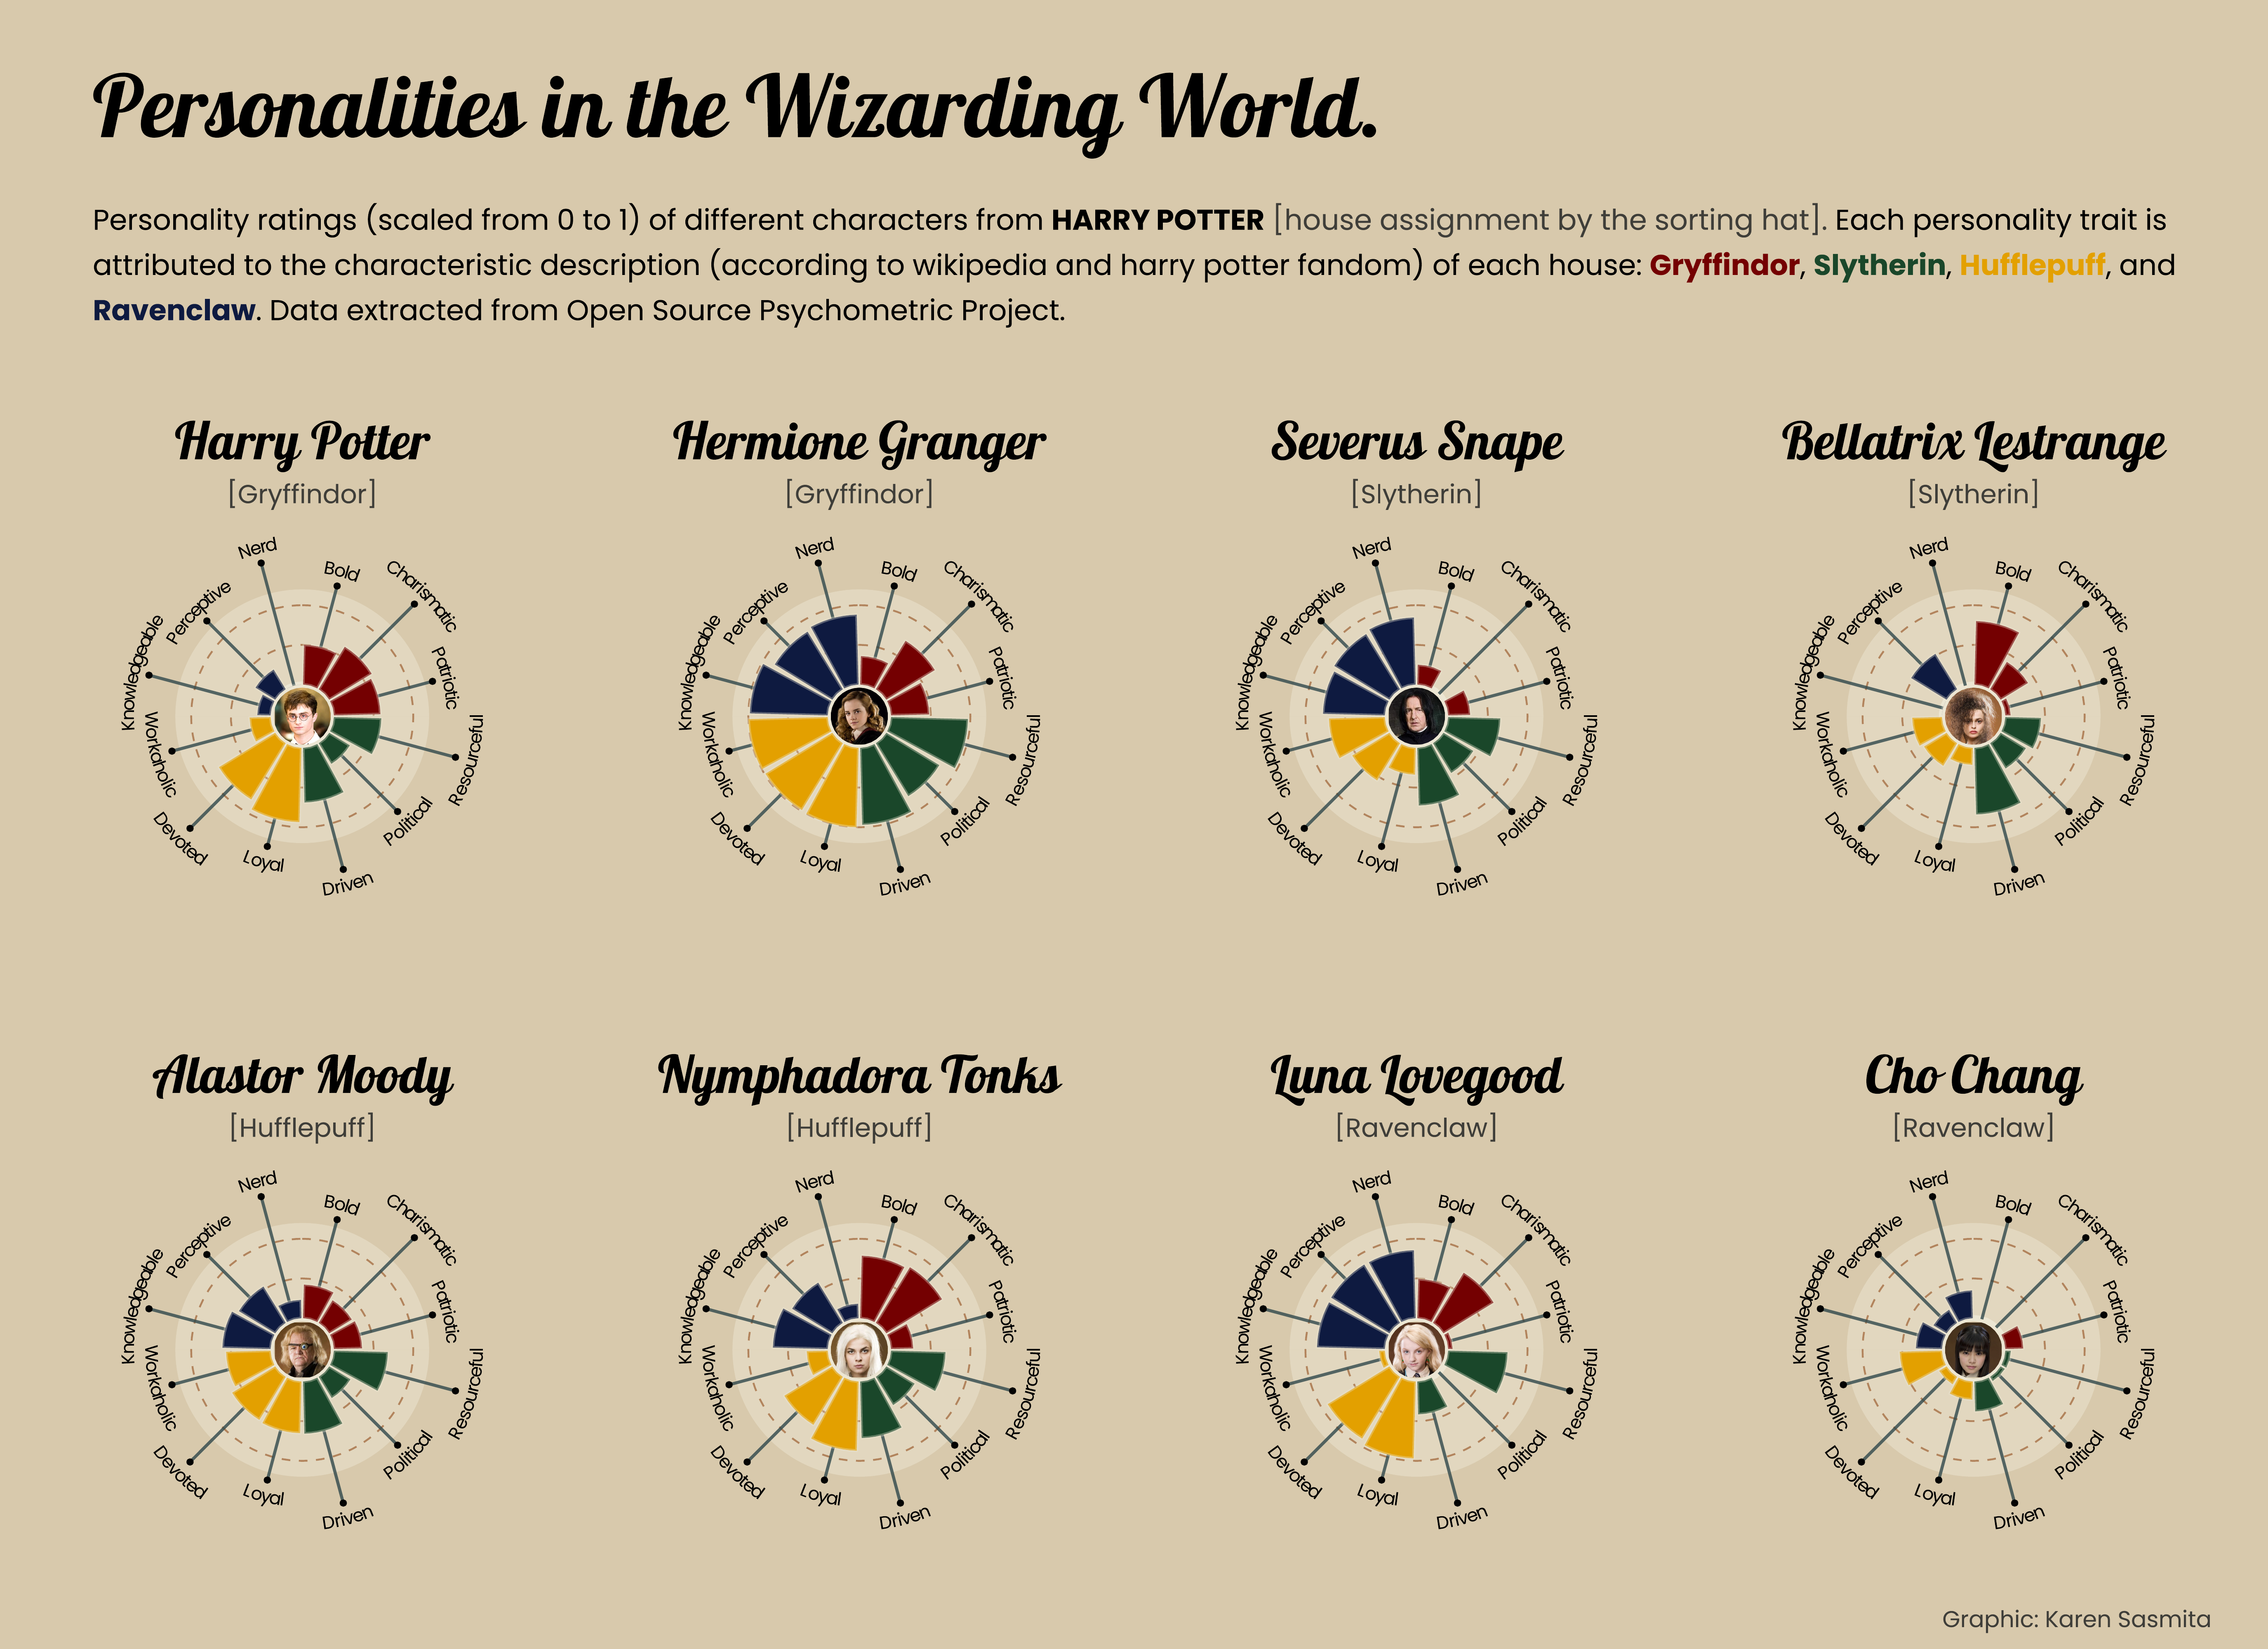 Personalities in the Wizarding World.
Personality ratings (scaled from 0 to 1) of different characters from HARRY POTTER [house assignment by the sorting hat]. Each personality trait is
attributed to the characteristic description (according to wikipedia and harry potter fandom) of each house: Gryffindor, Slytherin, Hufflepuff, and
Ravenclaw. Data extracted from Open Source Psychometric Project.
Harry Potter
[Gryffindor]
Nerd
Bold
Charismatic
Patriotic
Resourceful
Political
Driven
Loyal
Devoted
Workaholic
Knowledgeable
Perceptive
Hermione Granger
[Gryffindor]
Nerd
Bold
Charismatic
Patriotic
Resourceful
Political
Driven
Loyal
Devoted
Workaholic
Knowledgeable
Perceptive
Severus Snape
[Slytherin]
Nerd
Bold
Charismatic
Patriotic
Resourceful
Political
Driven
Loyal
Devoted
Workaholic
Knowledgeable
Perceptive
Bellatrix Lestrange
[Slytherin]
Nerd
Bold
Charismatic
Patriotic
Resourceful
Political
Driven
Loyal
Devoted
Workaholic
Knowledgeable
Perceptive
Alastor Moody
[Hufflepuff]
Nerd
Bold
Charismatic
Patriotic
Resourceful
Political
Driven
Loyal
Devoted
Workaholic
Knowledgeable
Perceptive
Nymphadora Tonks
[Hufflepuff]
Nerd
Bold
Charismatic
Patriotic
Resourceful
Political
Driven
Loyal
Devoted
Workaholic
Knowledgeable
Perceptive
Luna Lovegood
[Ravenclaw]
Nerd
Bold
Charismatic
Patriotic
Resourceful
Political
Driven
Loyal
Devoted
Workaholic
Knowledgeable
Perceptive
Cho Chang
[Ravenclaw]
Nerd
Bold
Charismatic
Patriotic
Resourceful
Political
Driven
Loyal
Devoted
Workaholic
Knowledgeable
Perceptive
Graphic: Karen Sasmita